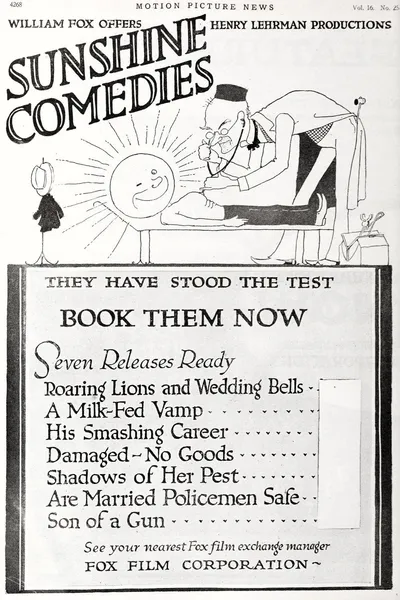 4268
MOTION PICTURE NEWS
Vol. 16. No. 25
WILLIAM FOX OFFERS
HENRY LEHRMAN PRODUCTIONS
SUNSHINE
COMEDIES
THEY HAVE STOOD THE TEST
BOOK THEM NOW
Seven Releases Ready
Roaring Lions and Wedding Bells - -
A Milk-Fed Vamp - - - - - - -
His Smashing Career - - - - - -
Damaged~No Goods - - - - - -
Shadows of Her Pest - - - - - -
Are Married Policemen Safe - -
Son of a Gun - - - - - - - - - -
See your nearest Fox film exchange manager
FOX FILM CORPORATION~